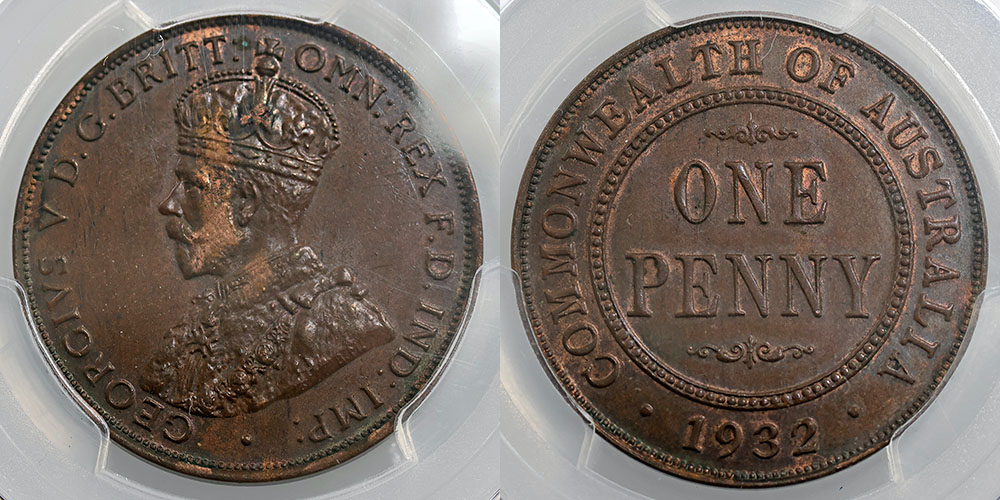 GEORGIVS V D.G.BRITT: OMN:REX F.D.IND:IMP:
COMMONWEALTH OF AUSTRALIA
ONE
PENNY
· 1932 ·